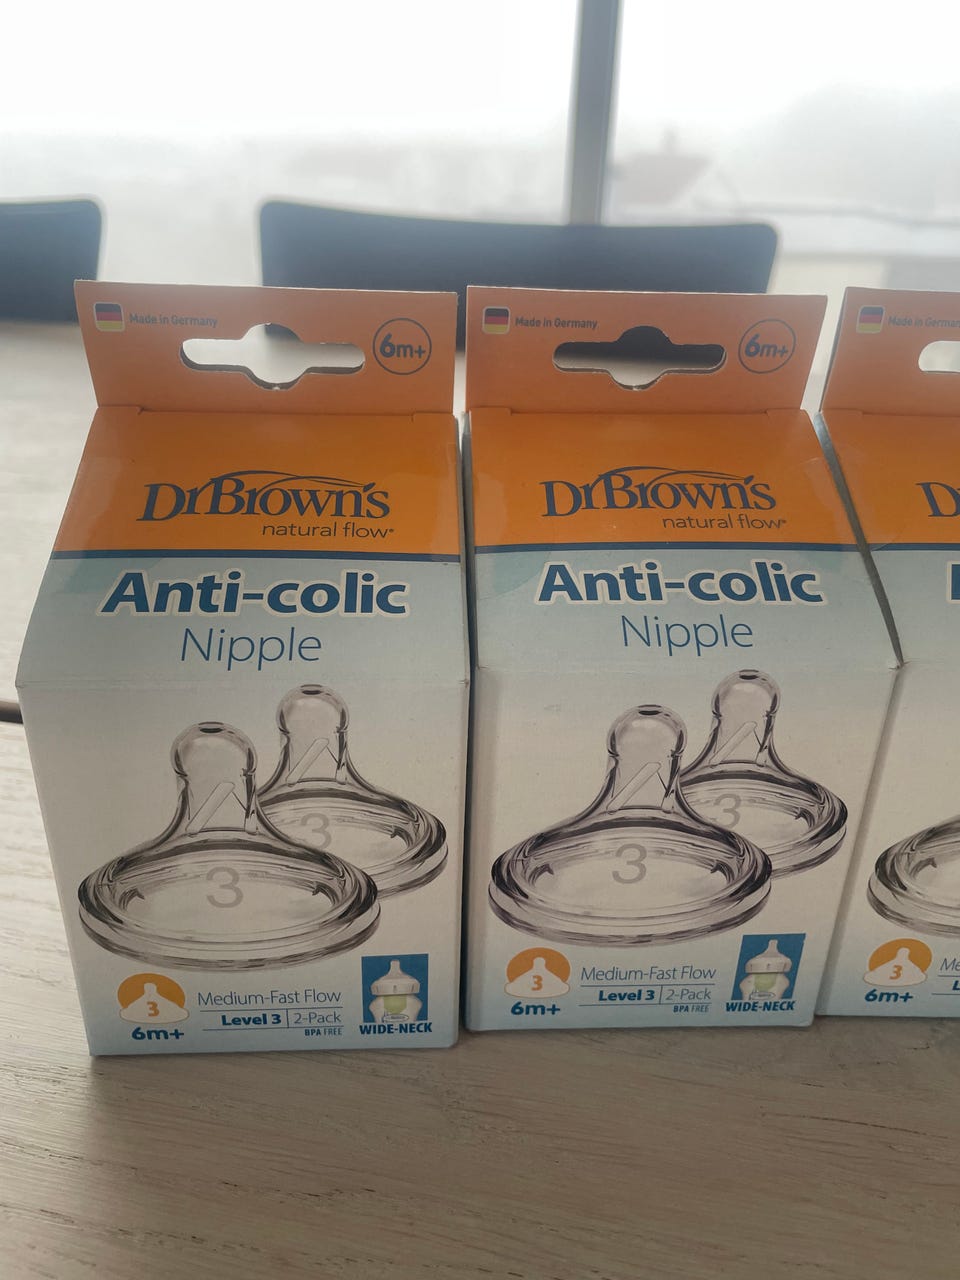 Made in Germany
6m+
DrBrown's
natural flow®
Anti-colic
Nipple
3
3
3
6m+
Medium-Fast Flow
Level 3 | 2-Pack
BPA FREE
WIDE-NECK
Made in Germany
6m+
DrBrown's
natural flow®
Anti-colic
Nipple
3
3
3
6m+
Medium-Fast Flow
Level 3 | 2-Pack
BPA FREE
WIDE-NECK
Made in
3
6m+